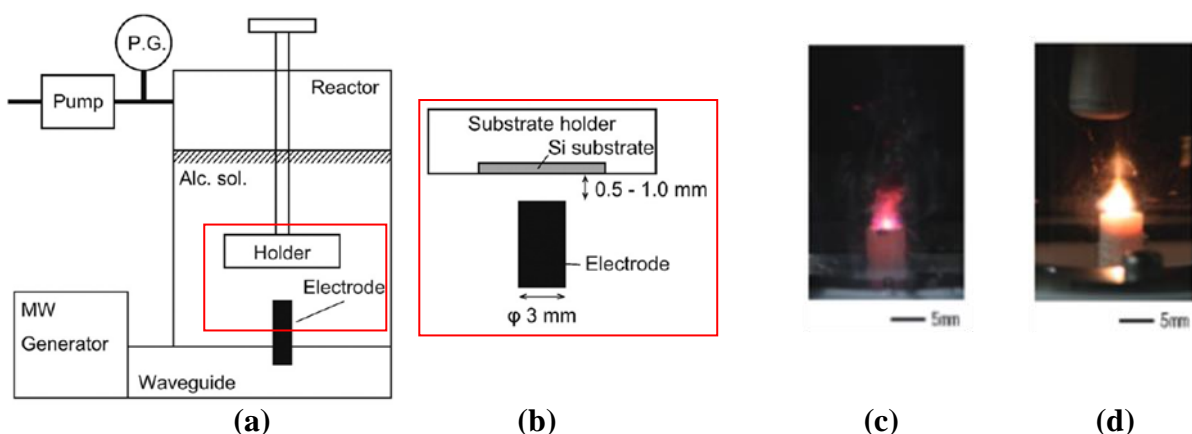 P.G.
Pump
Reactor
Alc. sol.
Holder
Electrode
MW
Generator
Waveguide
(a)
Substrate holder
Si substrate
0.5 - 1.0 mm
Electrode
φ 3 mm
(b)
5mm
(c)
5mm
(d)